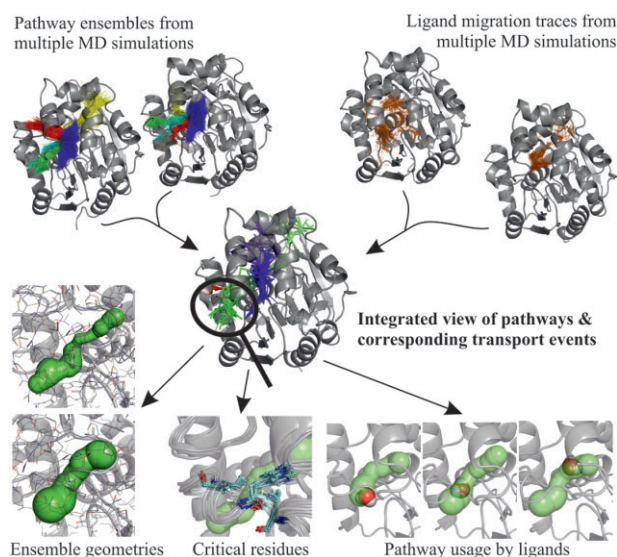 Pathway ensembles from
multiple MD simulations
Ligand migration traces from
multiple MD simulations
Integrated view of pathways &
corresponding transport events
Ensemble geometries
Critical residues
Pathway usage by ligands